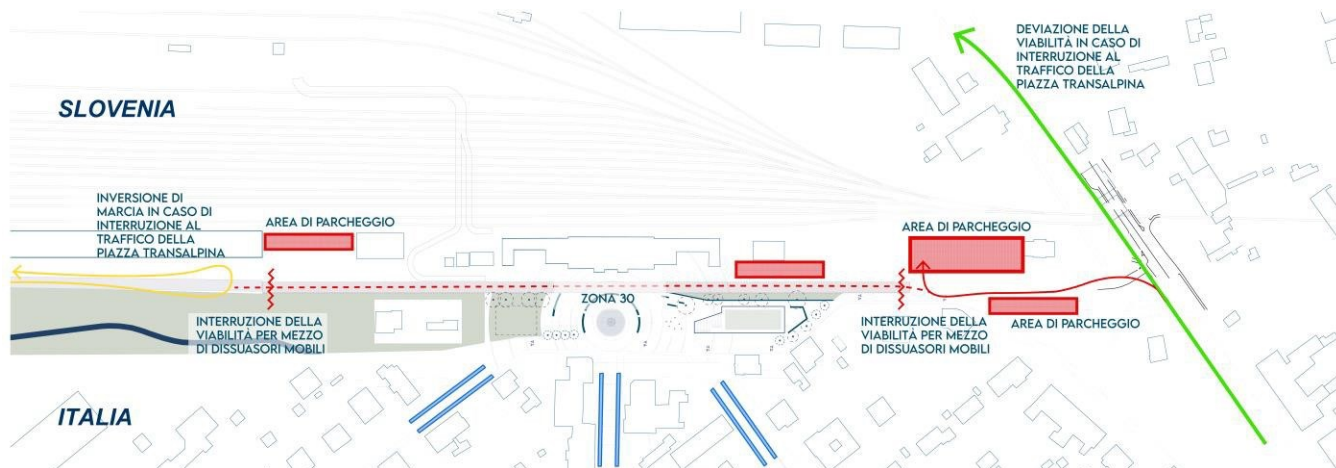 DEVIAZIONE DELLA
VIABILITÀ IN CASO DI
INTERRUZIONE AL
TRAFFICO DELLA
PIAZZA TRANSALPINA
SLOVENIA
INVERSIONE DI
MARCIA IN CASO DI
INTERRUZIONE AL
TRAFFICO DELLA
PIAZZA TRANSALPINA
AREA DI PARCHEGGIO
AREA DI PARCHEGGIO
ZONA 30
INTERRUZIONE DELLA
VIABILITÀ PER MEZZO
DI DISSUASORI MOBILI
INTERRUZIONE DELLA
VIABILITÀ PER MEZZO
DI DISSUASORI MOBILI
AREA DI PARCHEGGIO
ITALIA